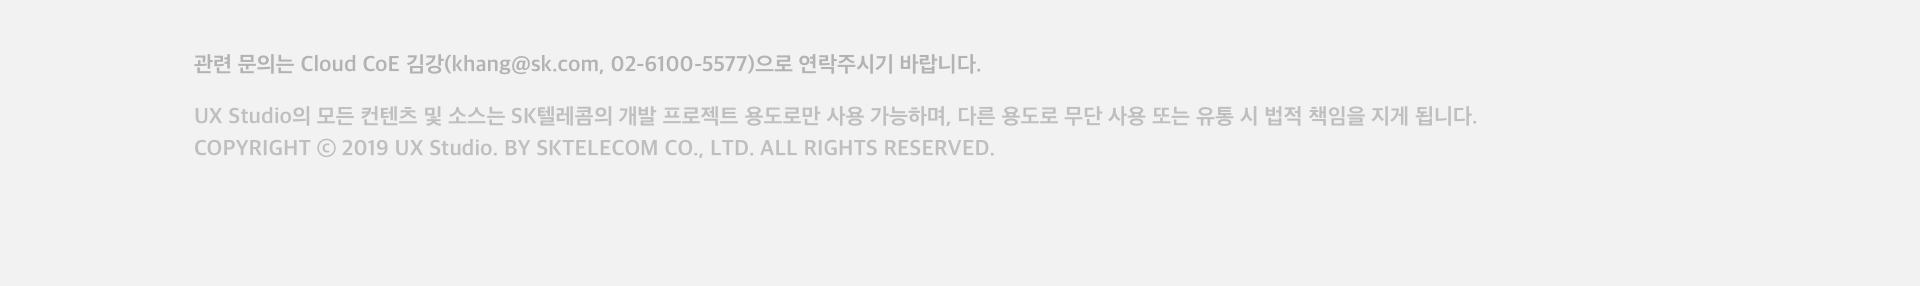 관련 문의는 Cloud CoE 김강(khang@sk.com, 02-6100-5577)으로 연락주시기 바랍니다.
UX Studio의 모든 컨텐츠 및 소스는 SK텔레콤의 개발 프로젝트 용도로만 사용 가능하며, 다른 용도로 무단 사용 또는 유통 시 법적 책임을 지게 됩니다.
COPYRIGHT ⓒ 2019 UX Studio. BY SKTELECOM CO., LTD. ALL RIGHTS RESERVED.